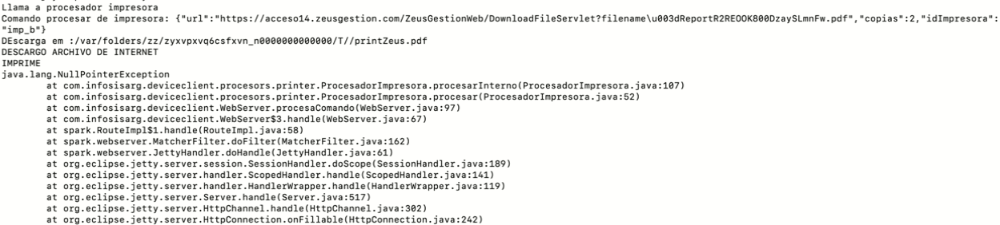 Llama a procesador impresora
Comando procesar de impresora: {"url":"https://acceso14.zeusgestion.com/ZeusGestionWeb/DownloadFileServlet?filename\u003dReportR2REOOK800DzaySLmnFw.pdf","copias":2,"idImpresora":
"imp_b"}
DEscarga em :/var/folders/zz/zyxvpxvq6csfxvn_n0000000000000/T//printZeus.pdf
DESCARGO ARCHIVO DE INTERNET
IMPRIME
java.lang.NullPointerException
at com.infosisarg.deviceclient.procesors.printer.ProcesadorImpresora.procesarInterno(ProcesadorImpresora.java:107)
at com.infosisarg.deviceclient.procesors.printer.ProcesadorImpresora.procesar(ProcesadorImpresora.java:52)
at com.infosisarg.deviceclient.WebServer.procesaComando(WebServer.java:97)
at com.infosisarg.deviceclient.WebServer$3.handle(WebServer.java:67)
at spark.RouteImpl$1.handle(RouteImpl.java:58)
at spark.webserver.MatcherFilter.doFilter(MatcherFilter.java:162)
at spark.webserver.JettyHandler.doHandle(JettyHandler.java:61)
at org.eclipse.jetty.server.session.SessionHandler.doScope(SessionHandler.java:189)
at org.eclipse.jetty.server.handler.ScopedHandler.handle(ScopedHandler.java:141)
at org.eclipse.jetty.server.handler.HandlerWrapper.handle(HandlerWrapper.java:119)
at org.eclipse.jetty.server.Server.handle(Server.java:517)
at org.eclipse.jetty.server.HttpChannel.handle(HttpChannel.java:302)
at org.eclipse.jetty.server.HttpConnection.onFillable(HttpConnection.java:242)